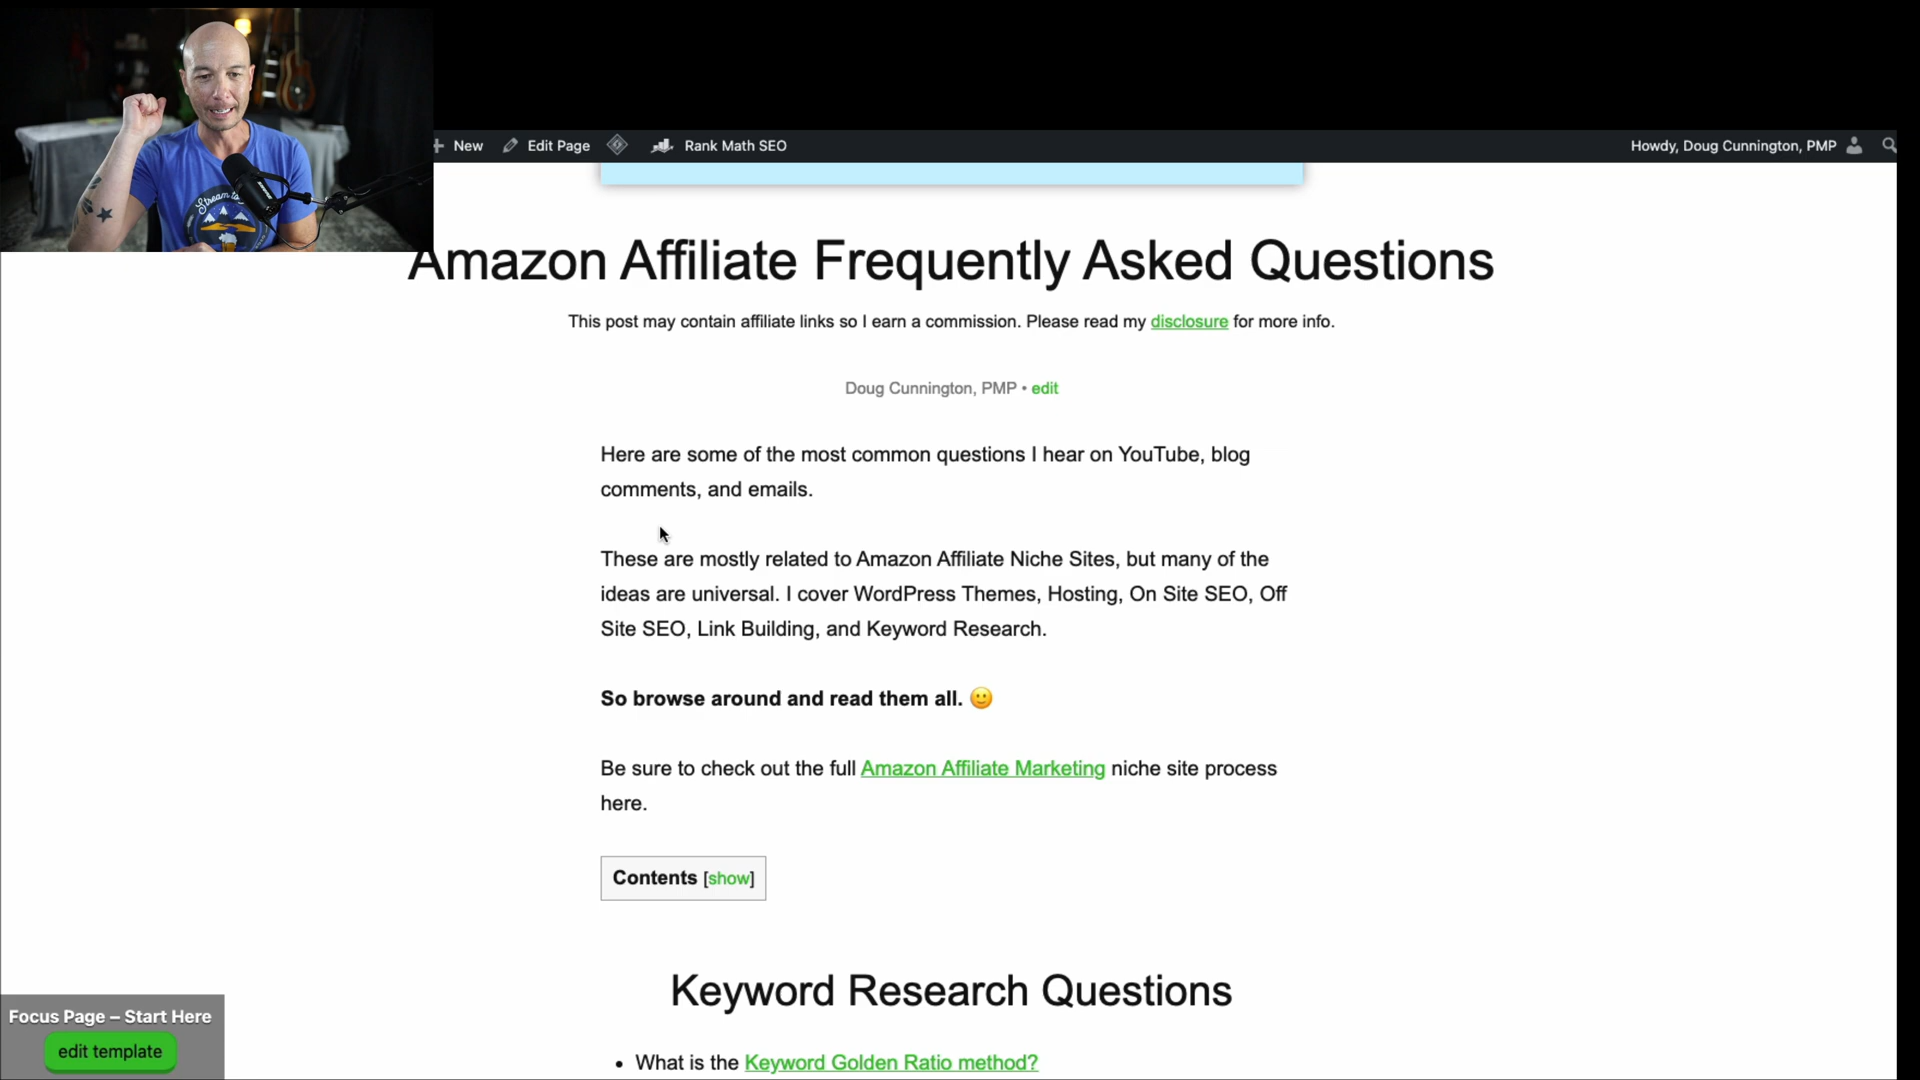 Stream to
New
Edit Page
Rank Math SEO
Howdy, Doug Cunnington, PMP
Amazon Affiliate Frequently Asked Questions
This post may contain affiliate links so I earn a commission. Please read my disclosure for more info.
Doug Cunnington, PMP • edit
Here are some of the most common questions I hear on YouTube, blog
comments, and emails.
These are mostly related to Amazon Affiliate Niche Sites, but many of the
ideas are universal. I cover WordPress Themes, Hosting, On Site SEO, Off
Site SEO, Link Building, and Keyword Research.
So browse around and read them all. 🙂
Be sure to check out the full Amazon Affiliate Marketing niche site process
here.
Contents [show]
Keyword Research Questions
• What is the Keyword Golden Ratio method?
Focus Page – Start Here
edit template